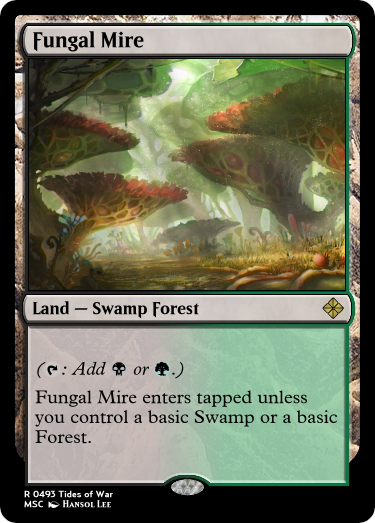 Fungal Mire
Land — Swamp Forest
(: Add or .)
Fungal Mire enters tapped unless
you control a basic Swamp or a basic
Forest.
R 0493 Tides of War
MSC Hansol Lee